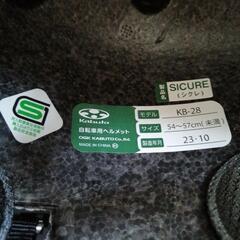 製品名 SICURE
(シクレ)
Kabuto
自転車用ヘルメット
OGK KABUTO Co.,ltd.
MADE IN CHINA
モデル KB-28
サイズ 54〜57cm(未満)
製造年月 23・10